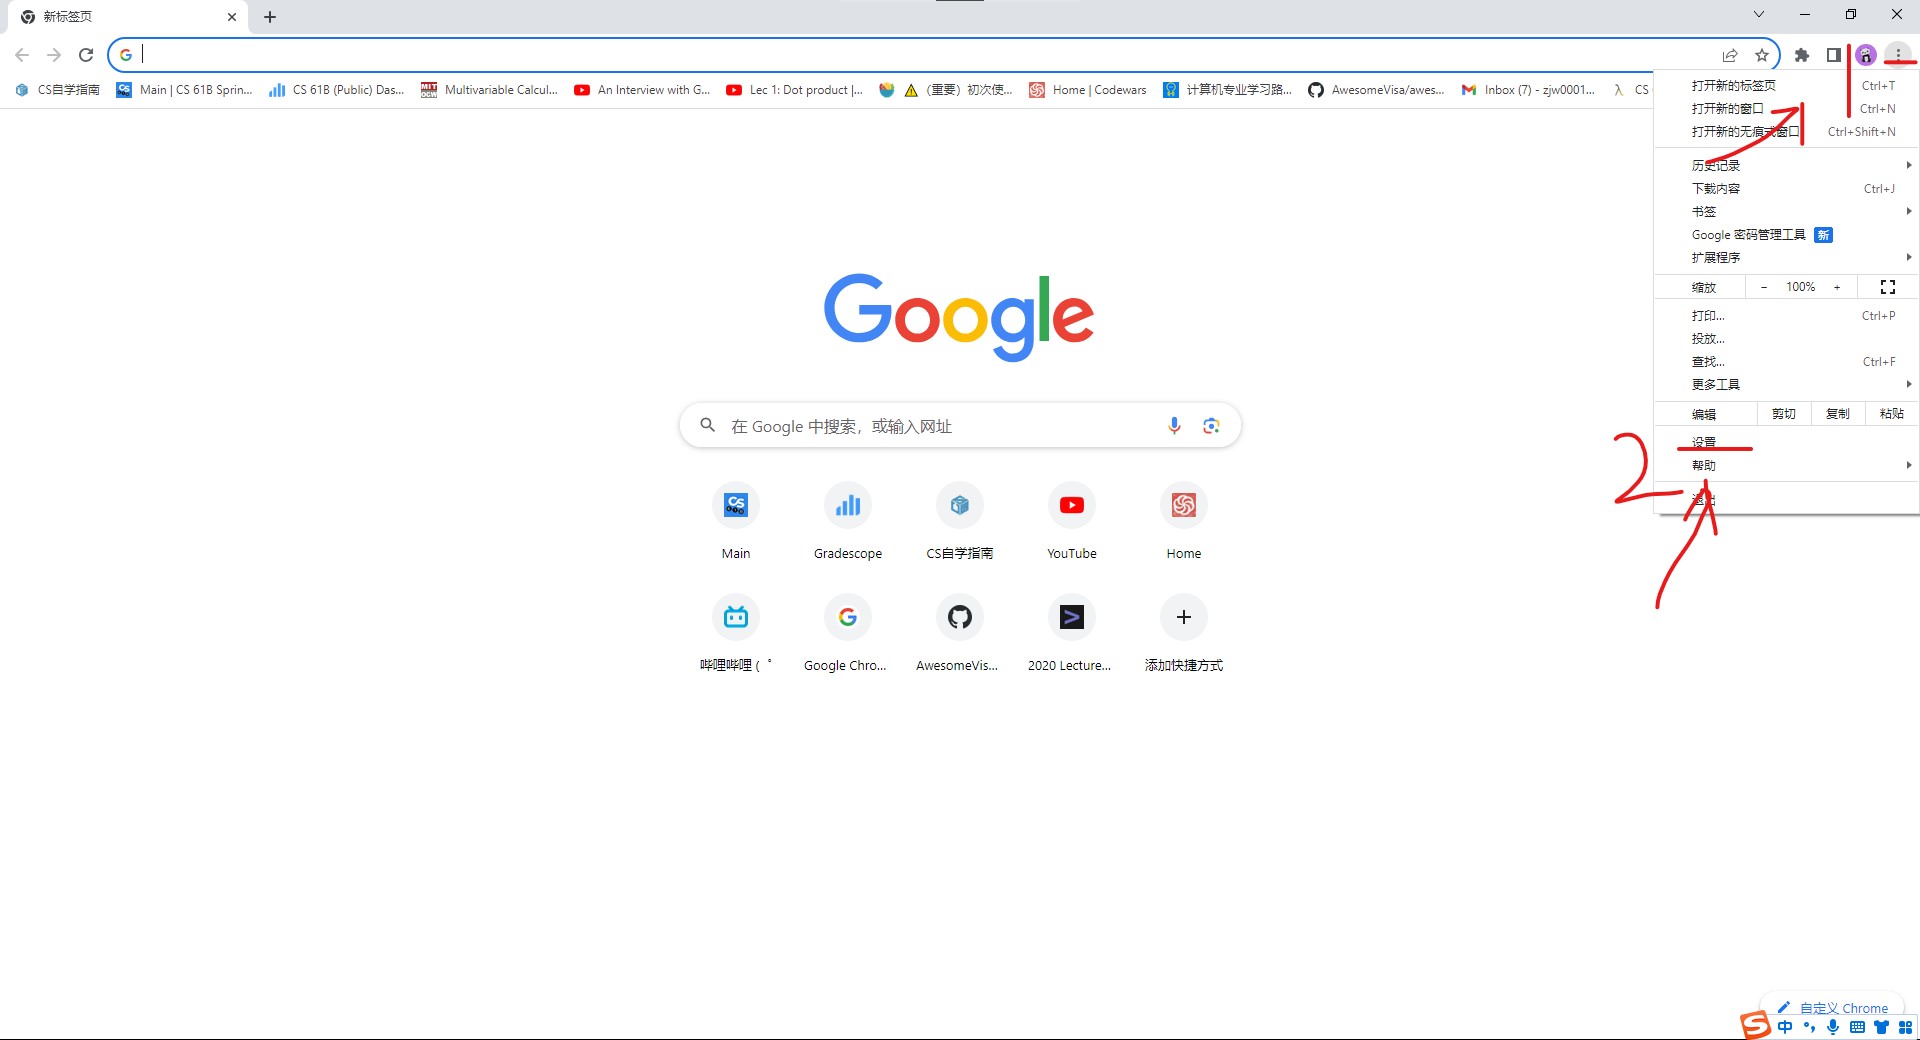 新标签页
CS自学指南
Main | CS 61B Sprin...
CS 61B (Public) Das...
Multivariable Calcul...
An Interview with G...
Lec 1: Dot product |...
（重要）初次使...
Home | Codewars
计算机专业学习路...
AwesomeVisa/awes...
Inbox (7) - zjw0001...
CS
打开新的标签页 Ctrl+T
打开新的窗口 Ctrl+N
打开新的无痕式窗口 Ctrl+Shift+N
历史记录
下载内容 Ctrl+J
书签
Google 密码管理工具 新
扩展程序
缩放 - 100% +
打印... Ctrl+P
投放...
查找... Ctrl+F
更多工具
编辑 剪切 复制 粘贴
设置
帮助
退出
1
2
Google
在 Google 中搜索，或输入网址
Main
Gradescope
CS自学指南
YouTube
Home
哔哩哔哩 ( ゜
Google Chro...
AwesomeVis...
2020 Lecture...
添加快捷方式
自定义 Chrome
中